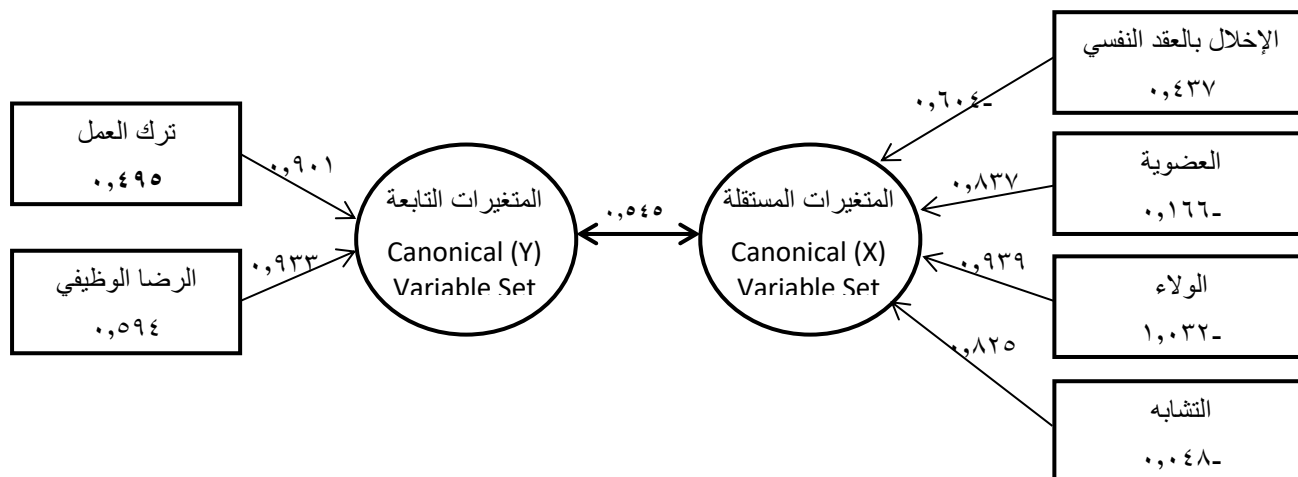 الإخلال بالعقد النفسي
٠,٤٣٧
العضوية
٠,١٦٦-
الولاء
١,٠٣٢-
التشابه
٠,٠٤٨-
٠,٦٠٤-
٠,٨٣٧
٠,٩٣٩
٠,٨٢٥
المتغيرات المستقلة
Canonical (X)
Variable Set
٠,٥٤٥
المتغيرات التابعة
Canonical (Y)
Variable Set
٠,٩٠١
٠,٩٣٣
ترك العمل
٠,٤٩٥
الرضا الوظيفي
٠,٥٩٤